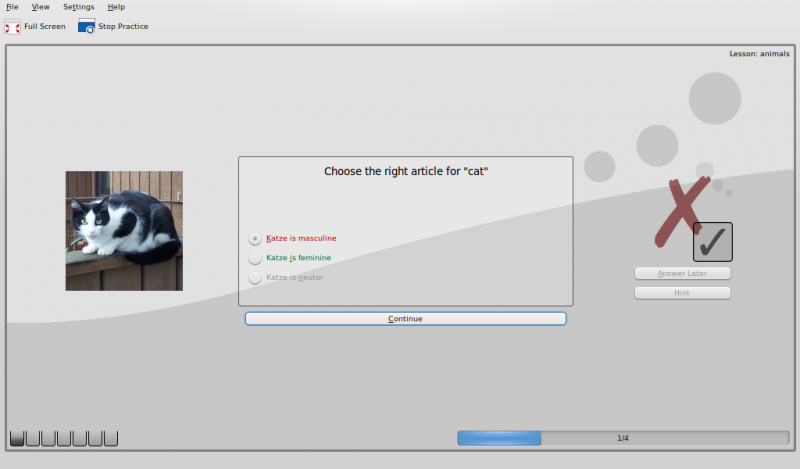 File View Settings Help
Full Screen Stop Practice
Lesson: animals
Choose the right article for "cat"
Katze is masculine
Katze is feminine
Katze is neuter
Answer Later
Hint
Continue
1/4